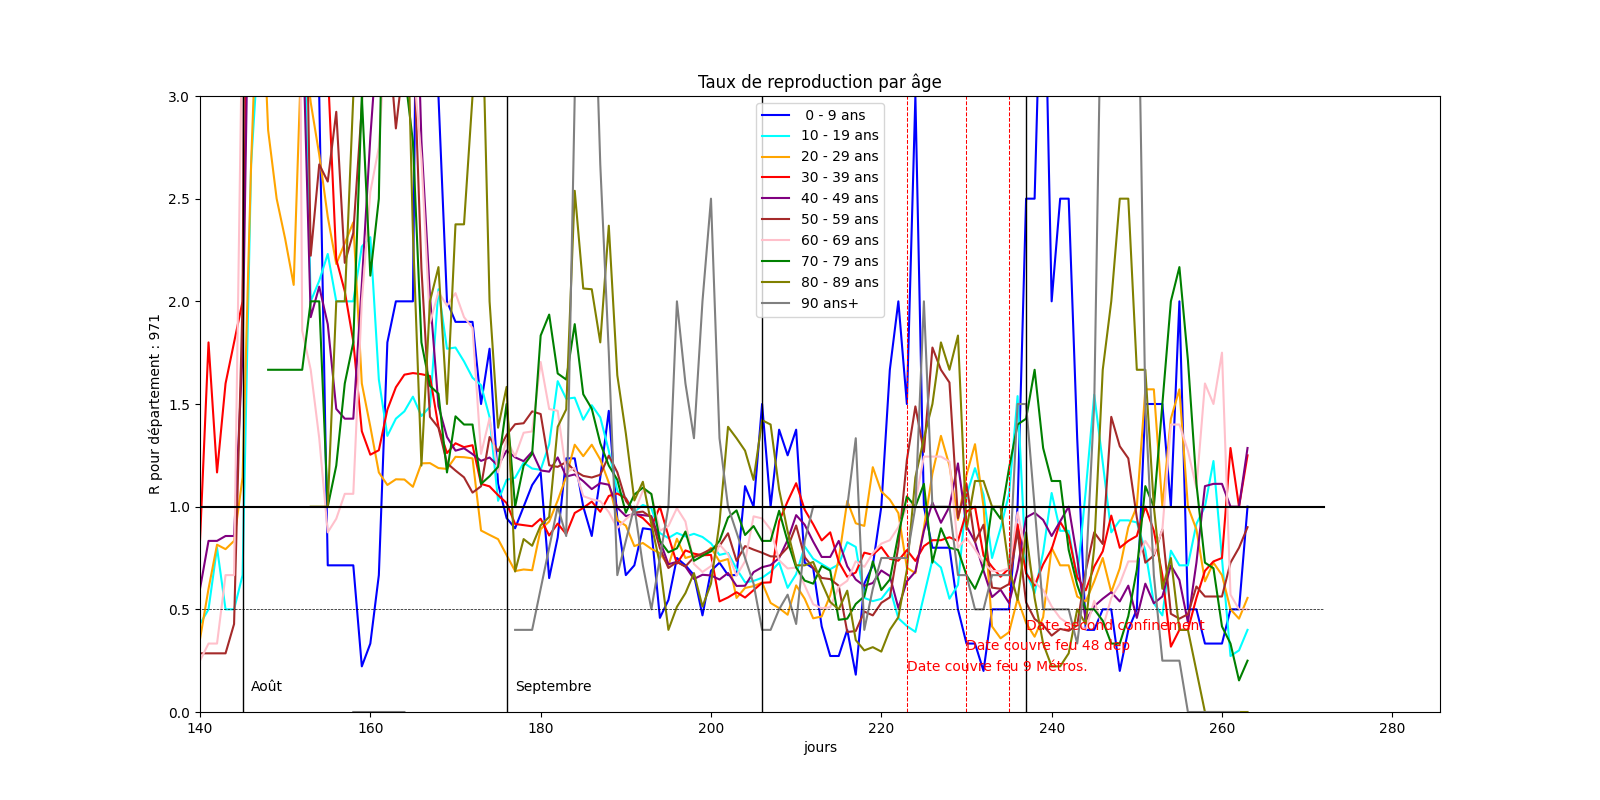 Taux de reproduction par âge
3.0
2.5
2.0
1.5
1.0
0.5
0.0
R pour département : 971
0 - 9 ans
10 - 19 ans
20 - 29 ans
30 - 39 ans
40 - 49 ans
50 - 59 ans
60 - 69 ans
70 - 79 ans
80 - 89 ans
90 ans+
Date second confinement
Date couvre feu 48 dep
Date couvre feu 9 Métros.
Août
Septembre
140
160
180
200
220
240
260
280
jours